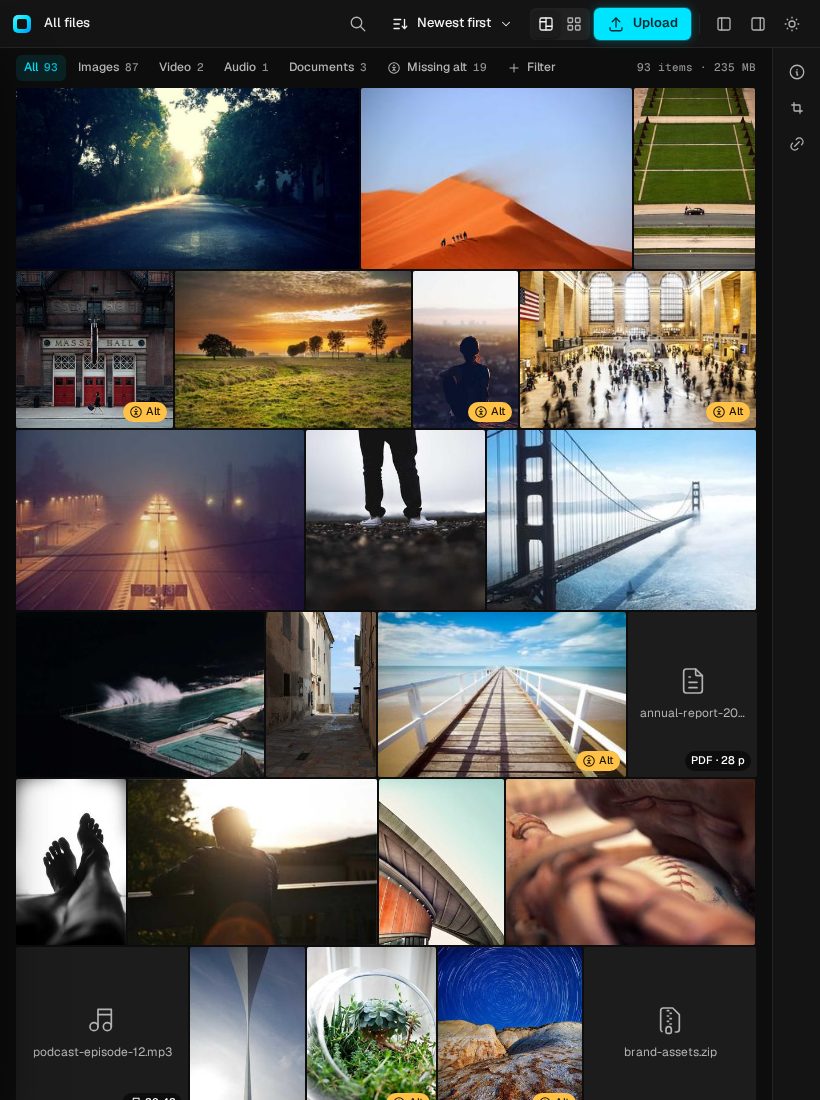 All files
Newest first
Upload
All 93 Images 87 Video 2 Audio 1 Documents 3 Missing alt 19 Filter 93 items · 235 MB
MASSEY HALL
Alt
Alt
Alt
annual-report-20…
Alt
PDF · 28 p
podcast-episode-12.mp3
brand-assets.zip